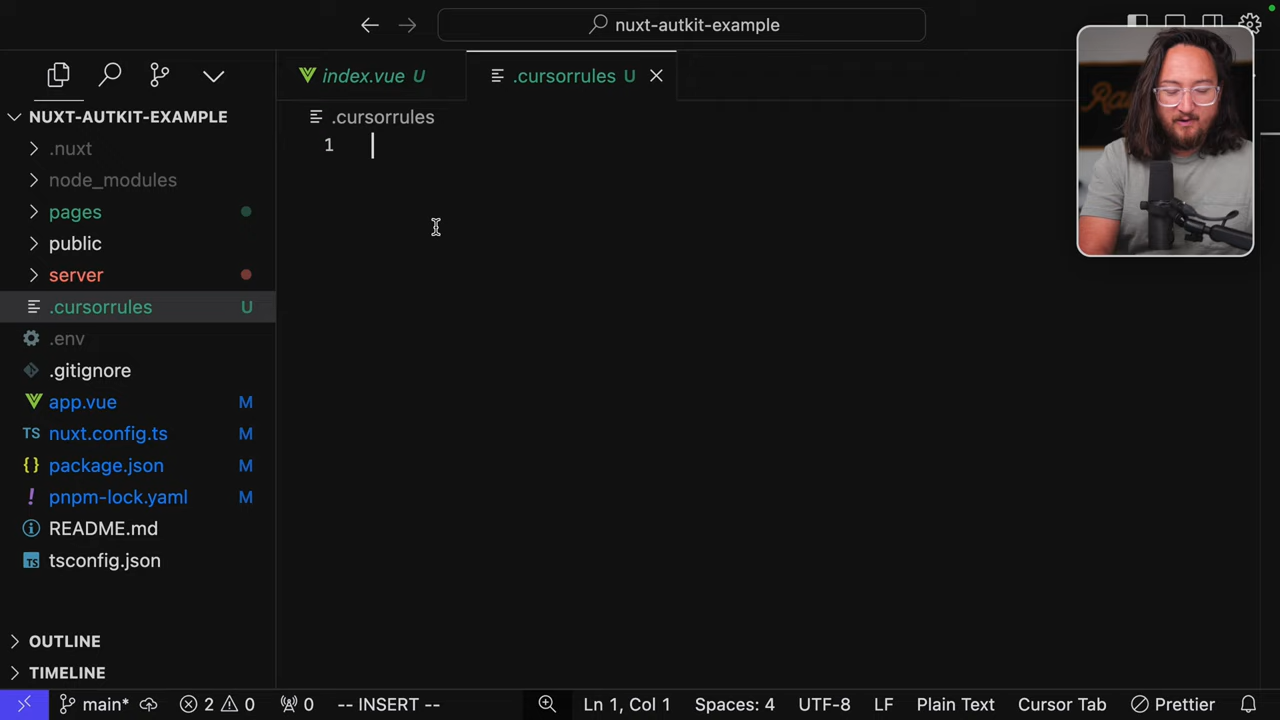 nuxt-autkit-example
index.vue U
.cursorrules U
NUXT-AUTKIT-EXAMPLE
.cursorrules
1
.nuxt
node_modules
pages
public
server
.cursorrules U
.env
.gitignore
app.vue M
TS nuxt.config.ts M
{} package.json M
! pnpm-lock.yaml M
README.md
TS tsconfig.json
OUTLINE
TIMELINE
main* 2 0 0 -- INSERT -- Ln 1, Col 1 Spaces: 4 UTF-8 LF Plain Text Cursor Tab Prettier